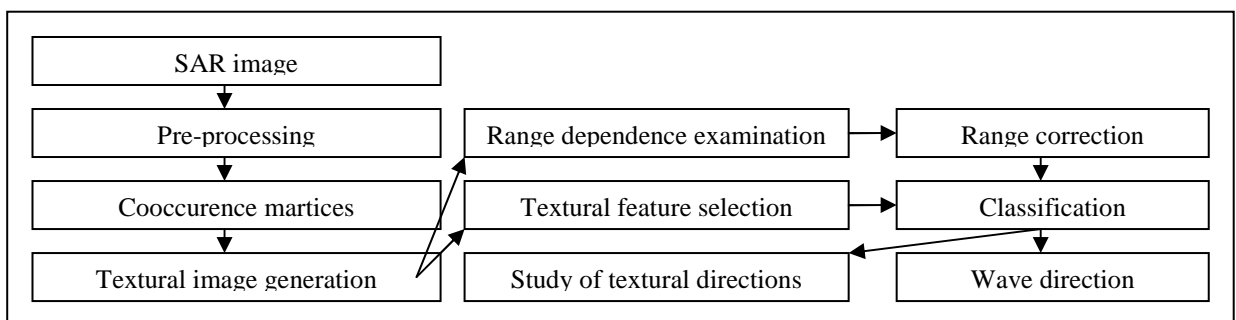 SAR image
Pre-processing
Range dependence examination
Range correction
Cooccurence martices
Textural feature selection
Classification
Textural image generation
Study of textural directions
Wave direction